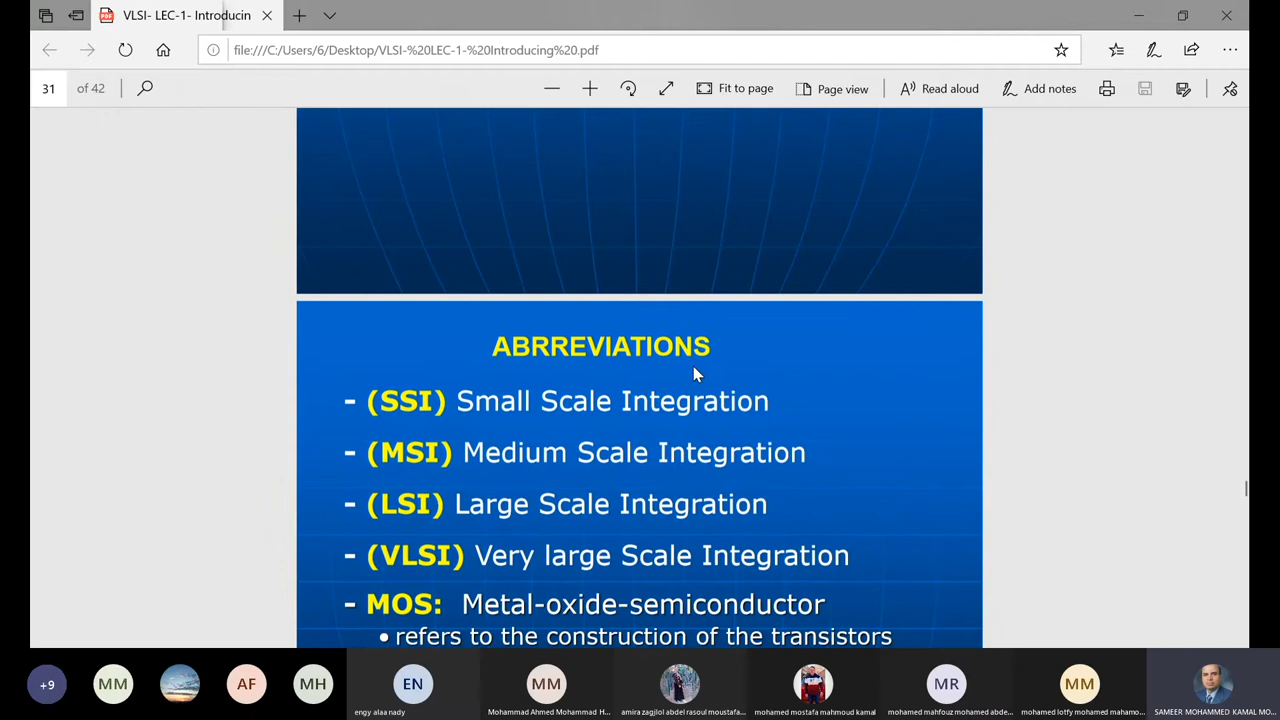 VLSI- LEC-1- Introducin
file:///C:/Users/6/Desktop/VLSI-%20LEC-1-%20Introducing%20.pdf
31 of 42
Fit to page
Page view
Read aloud
Add notes
ABRREVIATIONS
- (SSI) Small Scale Integration
- (MSI) Medium Scale Integration
- (LSI) Large Scale Integration
- (VLSI) Very large Scale Integration
- MOS: Metal-oxide-semiconductor
• refers to the construction of the transistors
+9
MM
AF
MH
EN
MM
MR
MM
engy alaa nady
Mohammad Ahmed Mohammad H...
amira zagjlol abdel rasoul moustafa...
mohamed mostafa mahmoud kamal
mohamed mahfouz mohamed abde...
mohamed lotfy mohamed mahamo...
SAMEER MOHAMMED KAMAL MO...